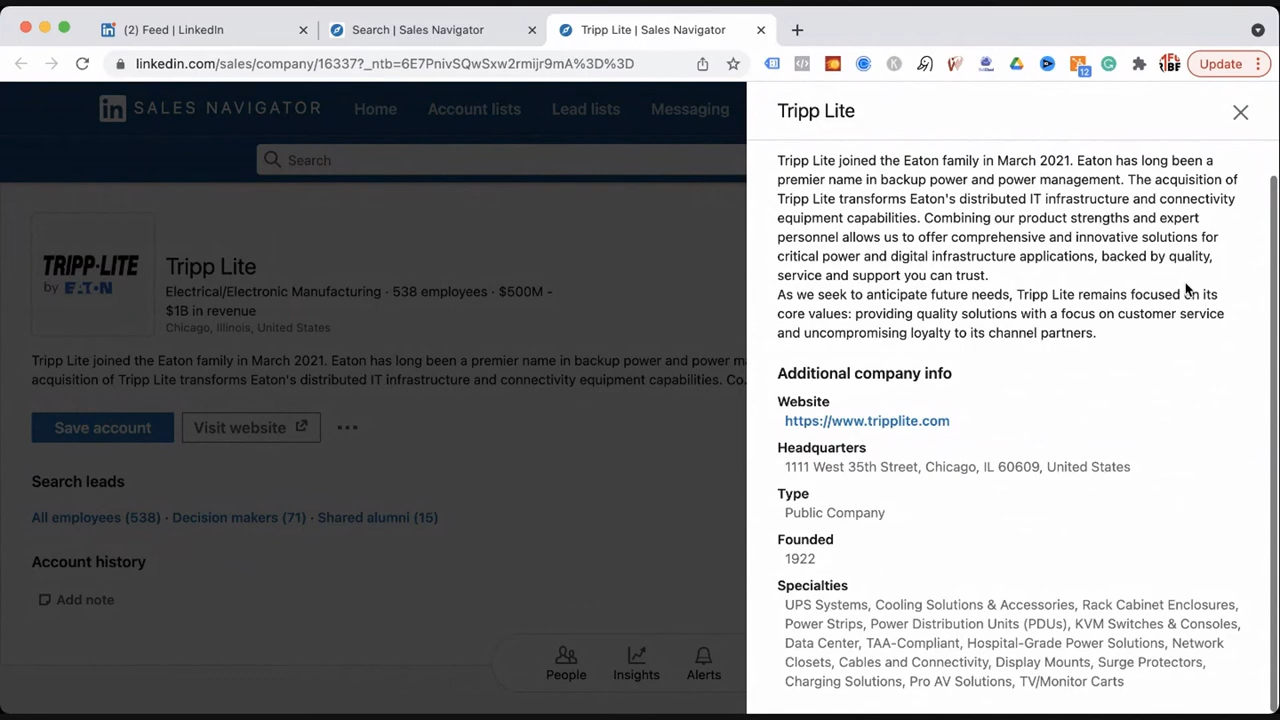 (2) Feed | LinkedIn
Search | Sales Navigator
Tripp Lite | Sales Navigator
linkedin.com/sales/company/16337?_ntb=6E7PnivSQwSxw2rmijr9mA%3D%3D
12
Update
in SALES NAVIGATOR
Home
Account lists
Lead lists
Messaging
Search
TRIPP·LITE
by EATON
Tripp Lite
Electrical/Electronic Manufacturing · 538 employees · $500M -
$1B in revenue
Chicago, Illinois, United States
Tripp Lite joined the Eaton family in March 2021. Eaton has long been a premier name in backup power and power ma
acquisition of Tripp Lite transforms Eaton's distributed IT infrastructure and connectivity equipment capabilities. Co..
Save account
Visit website
Search leads
All employees (538) · Decision makers (71) · Shared alumni (15)
Account history
Add note
People
Insights
Alerts
Tripp Lite
Tripp Lite joined the Eaton family in March 2021. Eaton has long been a
premier name in backup power and power management. The acquisition of
Tripp Lite transforms Eaton's distributed IT infrastructure and connectivity
equipment capabilities. Combining our product strengths and expert
personnel allows us to offer comprehensive and innovative solutions for
critical power and digital infrastructure applications, backed by quality,
service and support you can trust.
As we seek to anticipate future needs, Tripp Lite remains focused on its
core values: providing quality solutions with a focus on customer service
and uncompromising loyalty to its channel partners.
Additional company info
Website
https://www.tripplite.com
Headquarters
1111 West 35th Street, Chicago, IL 60609, United States
Type
Public Company
Founded
1922
Specialties
UPS Systems, Cooling Solutions & Accessories, Rack Cabinet Enclosures,
Power Strips, Power Distribution Units (PDUs), KVM Switches & Consoles,
Data Center, TAA-Compliant, Hospital-Grade Power Solutions, Network
Closets, Cables and Connectivity, Display Mounts, Surge Protectors,
Charging Solutions, Pro AV Solutions, TV/Monitor Carts